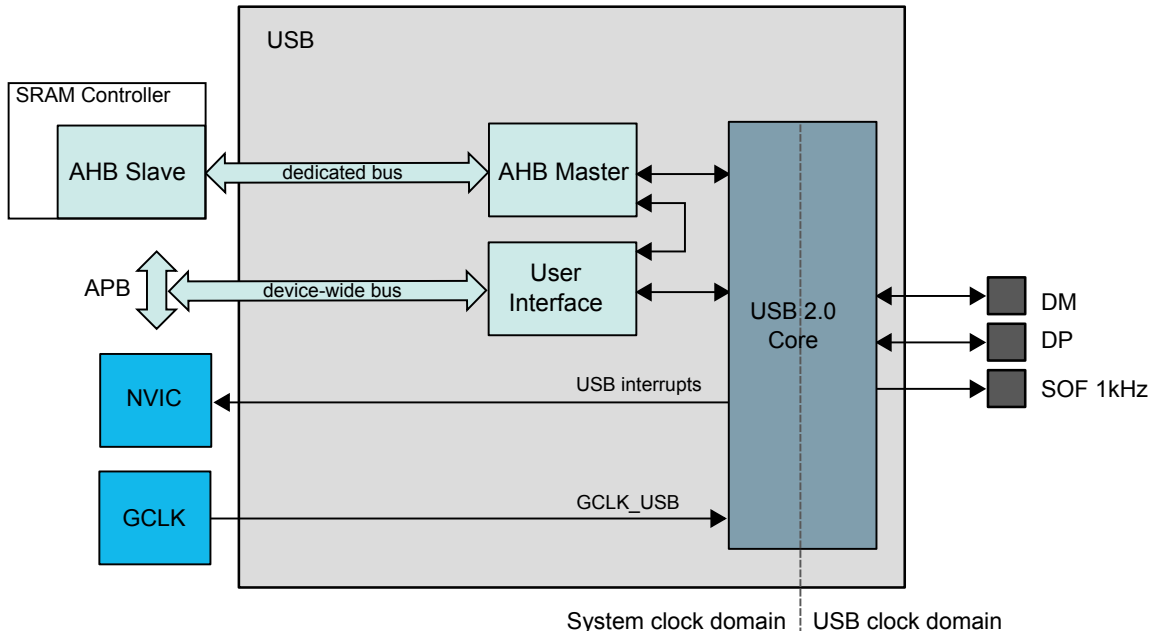 USB
SRAM Controller
AHB Slave
dedicated bus
AHB Master
APB
device-wide bus
User
Interface
USB 2.0
Core
DM
DP
SOF 1kHz
NVIC
USB interrupts
GCLK
GCLK_USB
System clock domain
USB clock domain